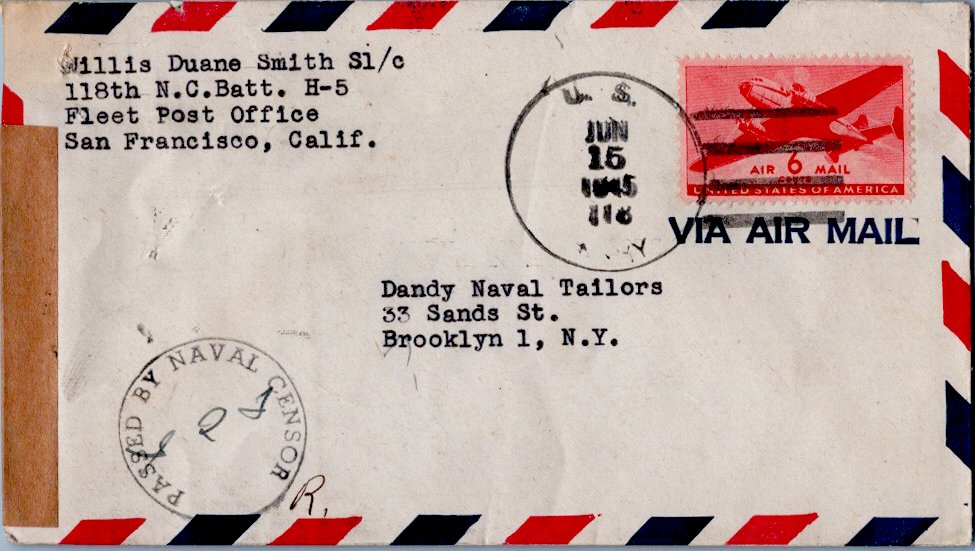 Willis Duane Smith S1/c
118th N.C.Batt. H-5
Fleet Post Office
San Francisco, Calif.
U. S.
JUN
15
1945
118
AIR 6 MAIL
CENTS
UNITED STATES OF AMERICA
VIA AIR MAIL
Dandy Naval Tailors
33 Sands St.
Brooklyn 1, N.Y.
PASSED BY NAVAL CENSOR
R.